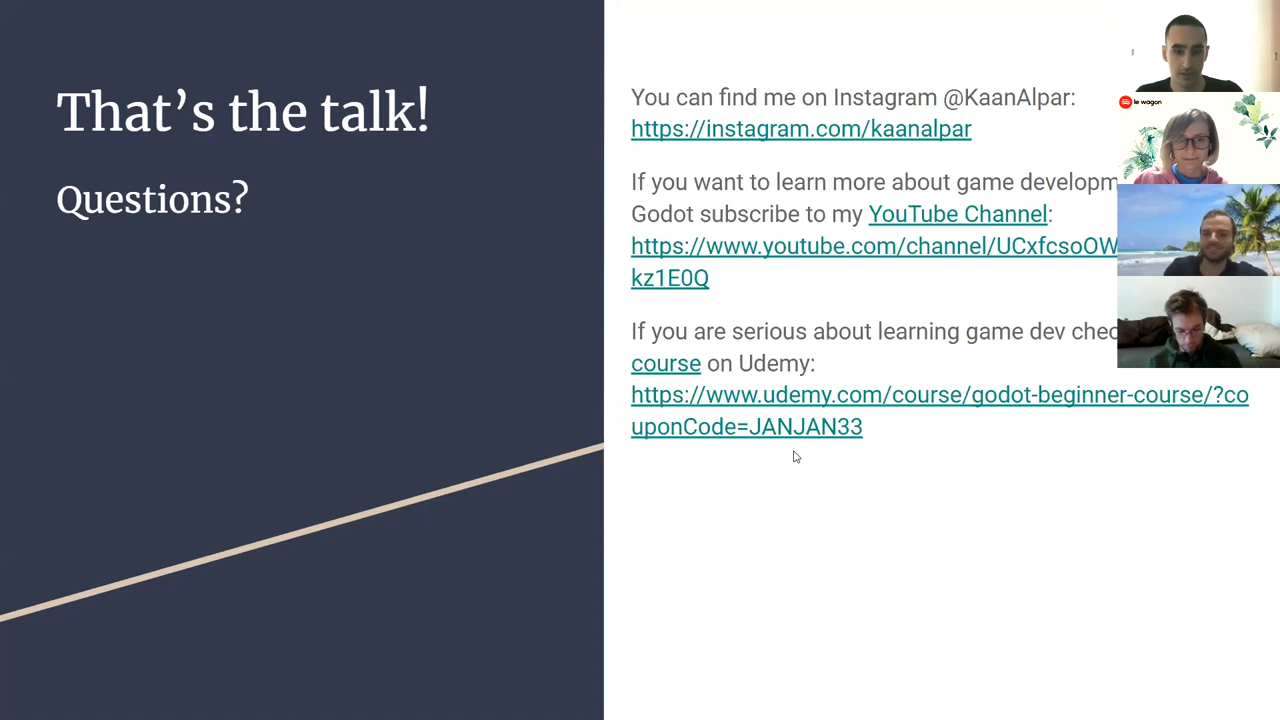 That's the talk!
Questions?
You can find me on Instagram @KaanAlpar:
https://instagram.com/kaanalpar
If you want to learn more about game
Godot subscribe to my YouTube Channel:
https://www.youtube.com/channel/UCxfcsoOW
kz1E0Q
If you are serious about learning game dev
course on Udemy:
https://www.udemy.com/course/godot-beginner-course/?co
uponCode=JANJAN33
le wagon